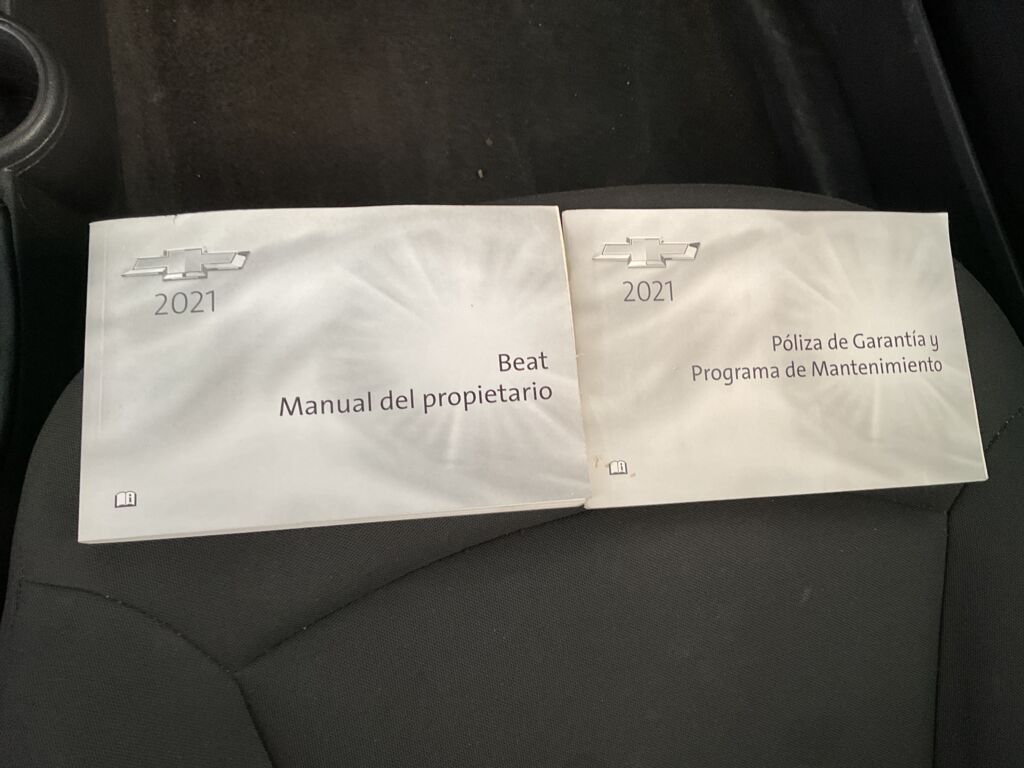 2021
Beat
Manual del propietario
2021
Póliza de Garantía y
Programa de Mantenimiento